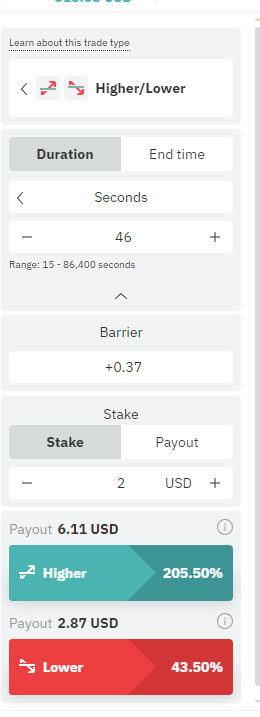 Learn about this trade type
Higher/Lower
Duration End time
Seconds
− 46 +
Range: 15 - 86,400 seconds
Barrier
+0.37
Stake
Stake Payout
− 2 USD +
Payout 6.11 USD
Higher 205.50%
Payout 2.87 USD
Lower 43.50%